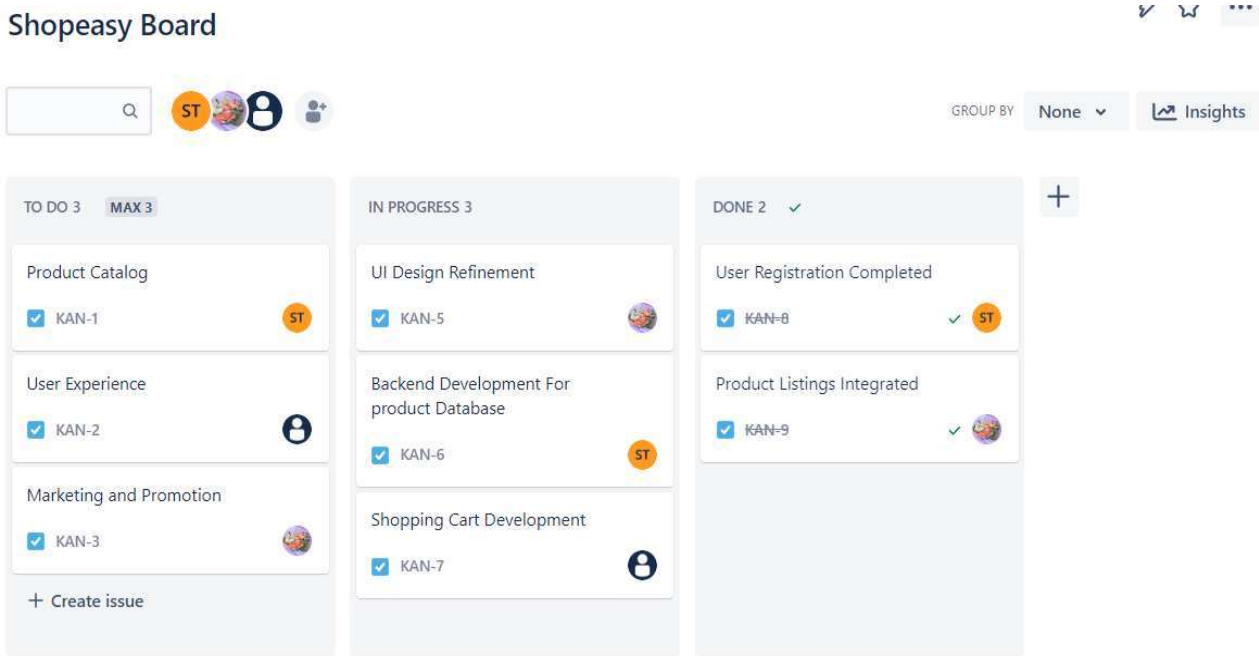 Shopeasy Board
ST
GROUP BY None Insights
TO DO 3 MAX 3
Product Catalog
KAN-1 ST
User Experience
KAN-2
Marketing and Promotion
KAN-3
+ Create issue
IN PROGRESS 3
UI Design Refinement
KAN-5
Backend Development For
product Database
KAN-6 ST
Shopping Cart Development
KAN-7
DONE 2
User Registration Completed
KAN-8 ST
Product Listings Integrated
KAN-9